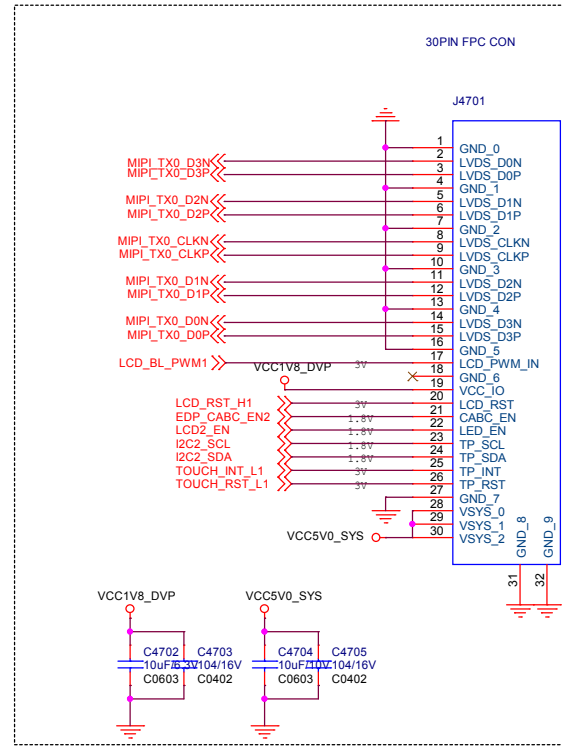 30PIN FPC CON
J4701
1 GND_0
MIPI_TX0_D3N 2 LVDS_D0N
MIPI_TX0_D3P 3 LVDS_D0P
4 GND_1
MIPI_TX0_D2N 5 LVDS_D1N
MIPI_TX0_D2P 6 LVDS_D1P
7 GND_2
MIPI_TX0_CLKN 8 LVDS_CLKN
MIPI_TX0_CLKP 9 LVDS_CLKP
10 GND_3
MIPI_TX0_D1N 11 LVDS_D2N
MIPI_TX0_D1P 12 LVDS_D2P
13 GND_4
MIPI_TX0_D0N 14 LVDS_D3N
MIPI_TX0_D0P 15 LVDS_D3P
16 GND_5
LCD_BL_PWM1 3V 17 LCD_PWM_IN
VCC1V8_DVP 18 GND_6
19 VCC_IO
LCD_RST_H1 3V 20 LCD_RST
EDP_CABC_EN2 1.8V 21 CABC_EN
LCD2_EN 1.8V 22 LED_EN
I2C2_SCL 1.8V 23 TP_SCL
I2C2_SDA 1.8V 24 TP_SDA
TOUCH_INT_L1 3V 25 TP_INT
TOUCH_RST_L1 3V 26 TP_RST
27 GND_7
28 VSYS_0
29 VSYS_1
VCC5V0_SYS 30 VSYS_2
GND_8 GND_9
31 32
VCC1V8_DVP VCC5V0_SYS
C4702 C4703 C4704 C4705
10uF/6.3V 104/16V 10uF/10V 104/16V
C0603 C0402 C0603 C0402